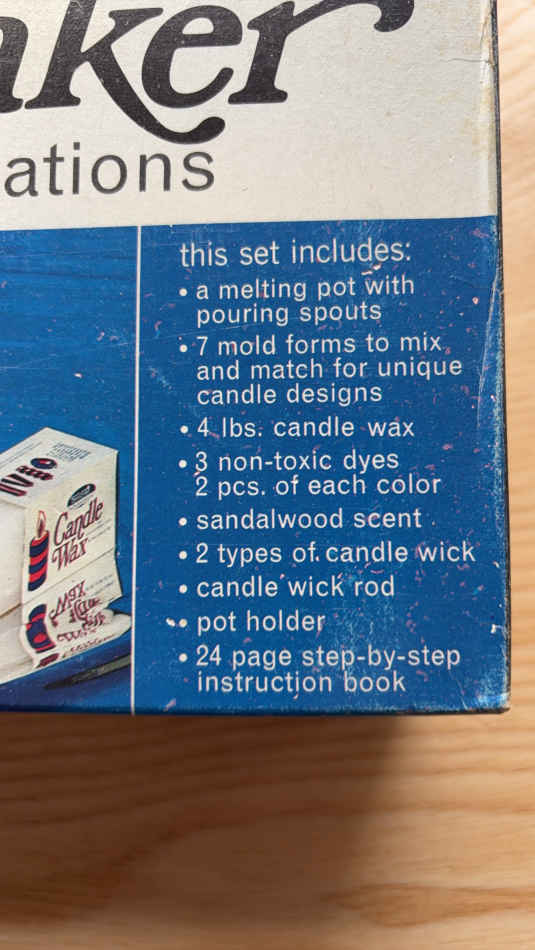 aker
ations
this set includes:
• a melting pot with
pouring spouts
• 7 mold forms to mix
and match for unique
candle designs
• 4 lbs. candle wax
• 3 non-toxic dyes
2 pcs. of each color
• sandalwood scent
• 2 types of candle wick
• candle wick rod
• pot holder
• 24 page step-by-step
instruction book
Candle
Wax